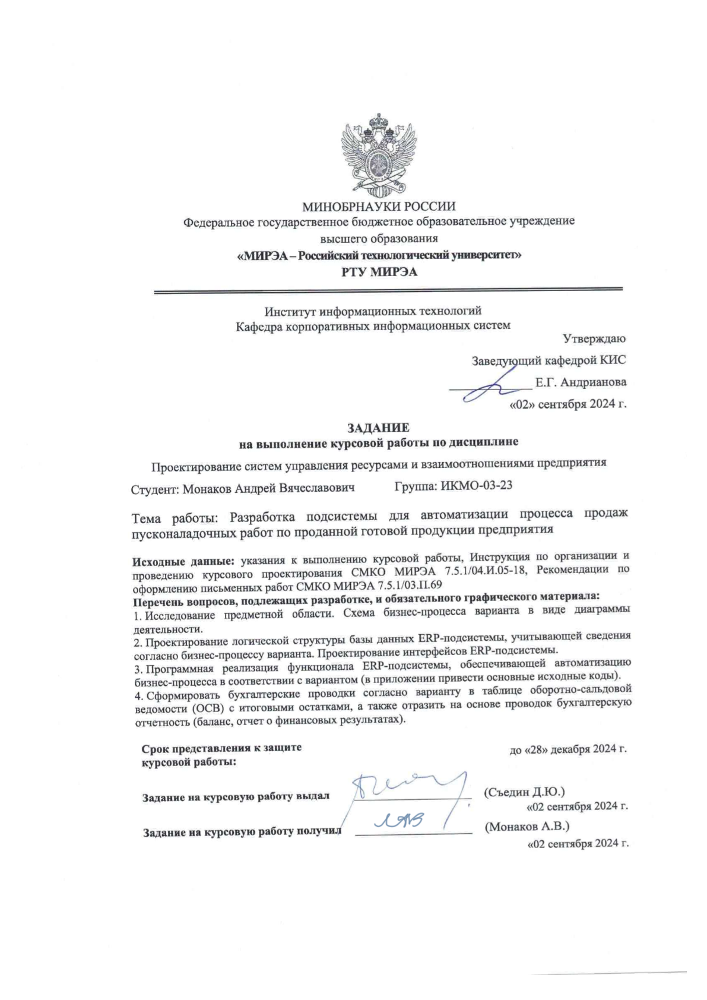 МИНОБРНАУКИ РОССИИ
Федеральное государственное бюджетное образовательное учреждение
высшего образования
«МИРЭА – Российский технологический университет»
РТУ МИРЭА
Институт информационных технологий
Кафедра корпоративных информационных систем
Утверждаю
Заведующий кафедрой КИС
Е.Г. Андрианова
«02» сентября 2024 г.
ЗАДАНИЕ
на выполнение курсовой работы по дисциплине
Проектирование систем управления ресурсами и взаимоотношениями предприятия
Студент: Монаков Андрей Вячеславович Группа: ИКМО-03-23
Тема работы: Разработка подсистемы для автоматизации процесса продаж
пусконаладочных работ по проданной готовой продукции предприятия
Исходные данные: указания к выполнению курсовой работы, Инструкция по организации и
проведению курсового проектирования СМКО МИРЭА 7.5.1/04.И.05-18, Рекомендации по
оформлению письменных работ СМКО МИРЭА 7.5.1/03.П.69
Перечень вопросов, подлежащих разработке, и обязательного графического материала:
1. Исследование предметной области. Схема бизнес-процесса варианта в виде диаграммы
деятельности.
2. Проектирование логической структуры базы данных ERP-подсистемы, учитывающей сведения
согласно бизнес-процессу варианта. Проектирование интерфейсов ERP-подсистемы.
3. Программная реализация функционала ERP-подсистемы, обеспечивающей автоматизацию
бизнес-процесса в соответствии с вариантом (в приложении привести основные исходные коды).
4. Сформировать бухгалтерские проводки согласно варианту в таблице оборотно-сальдовой
ведомости (ОСВ) с итоговыми остатками, а также отразить на основе проводок бухгалтерскую
отчетность (баланс, отчет о финансовых результатах).
Срок представления к защите
курсовой работы:
до «28» декабря 2024 г.
Задание на курсовую работу выдал (Съедин Д.Ю.)
«02 сентября 2024 г.
Задание на курсовую работу получил (Монаков А.В.)
«02 сентября 2024 г.